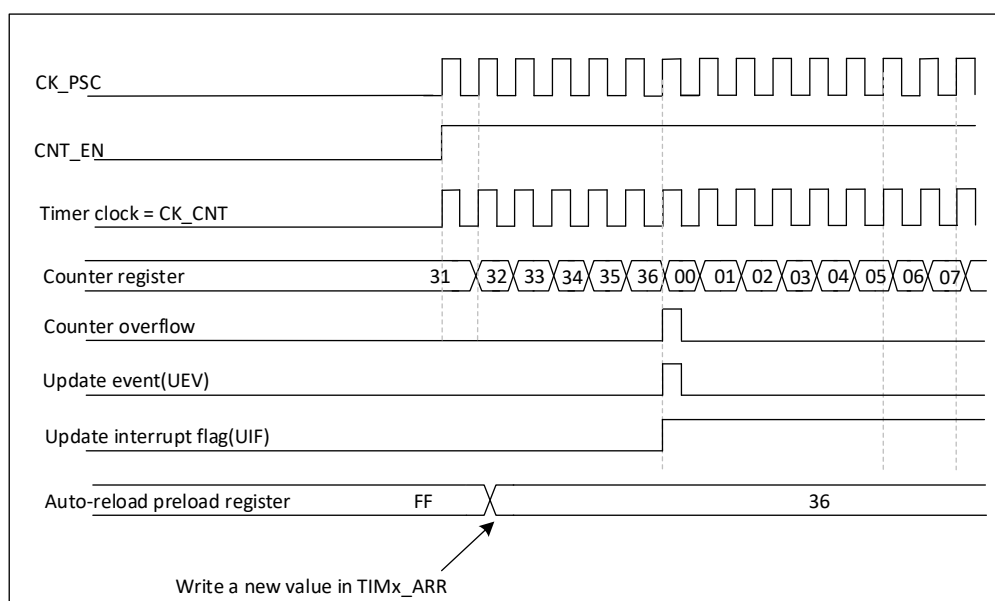 CK_PSC
CNT_EN
Timer clock = CK_CNT
Counter register 31 32 33 34 35 36 00 01 02 03 04 05 06 07
Counter overflow
Update event(UEV)
Update interrupt flag(UIF)
Auto-reload preload register FF 36
Write a new value in TIMx_ARR